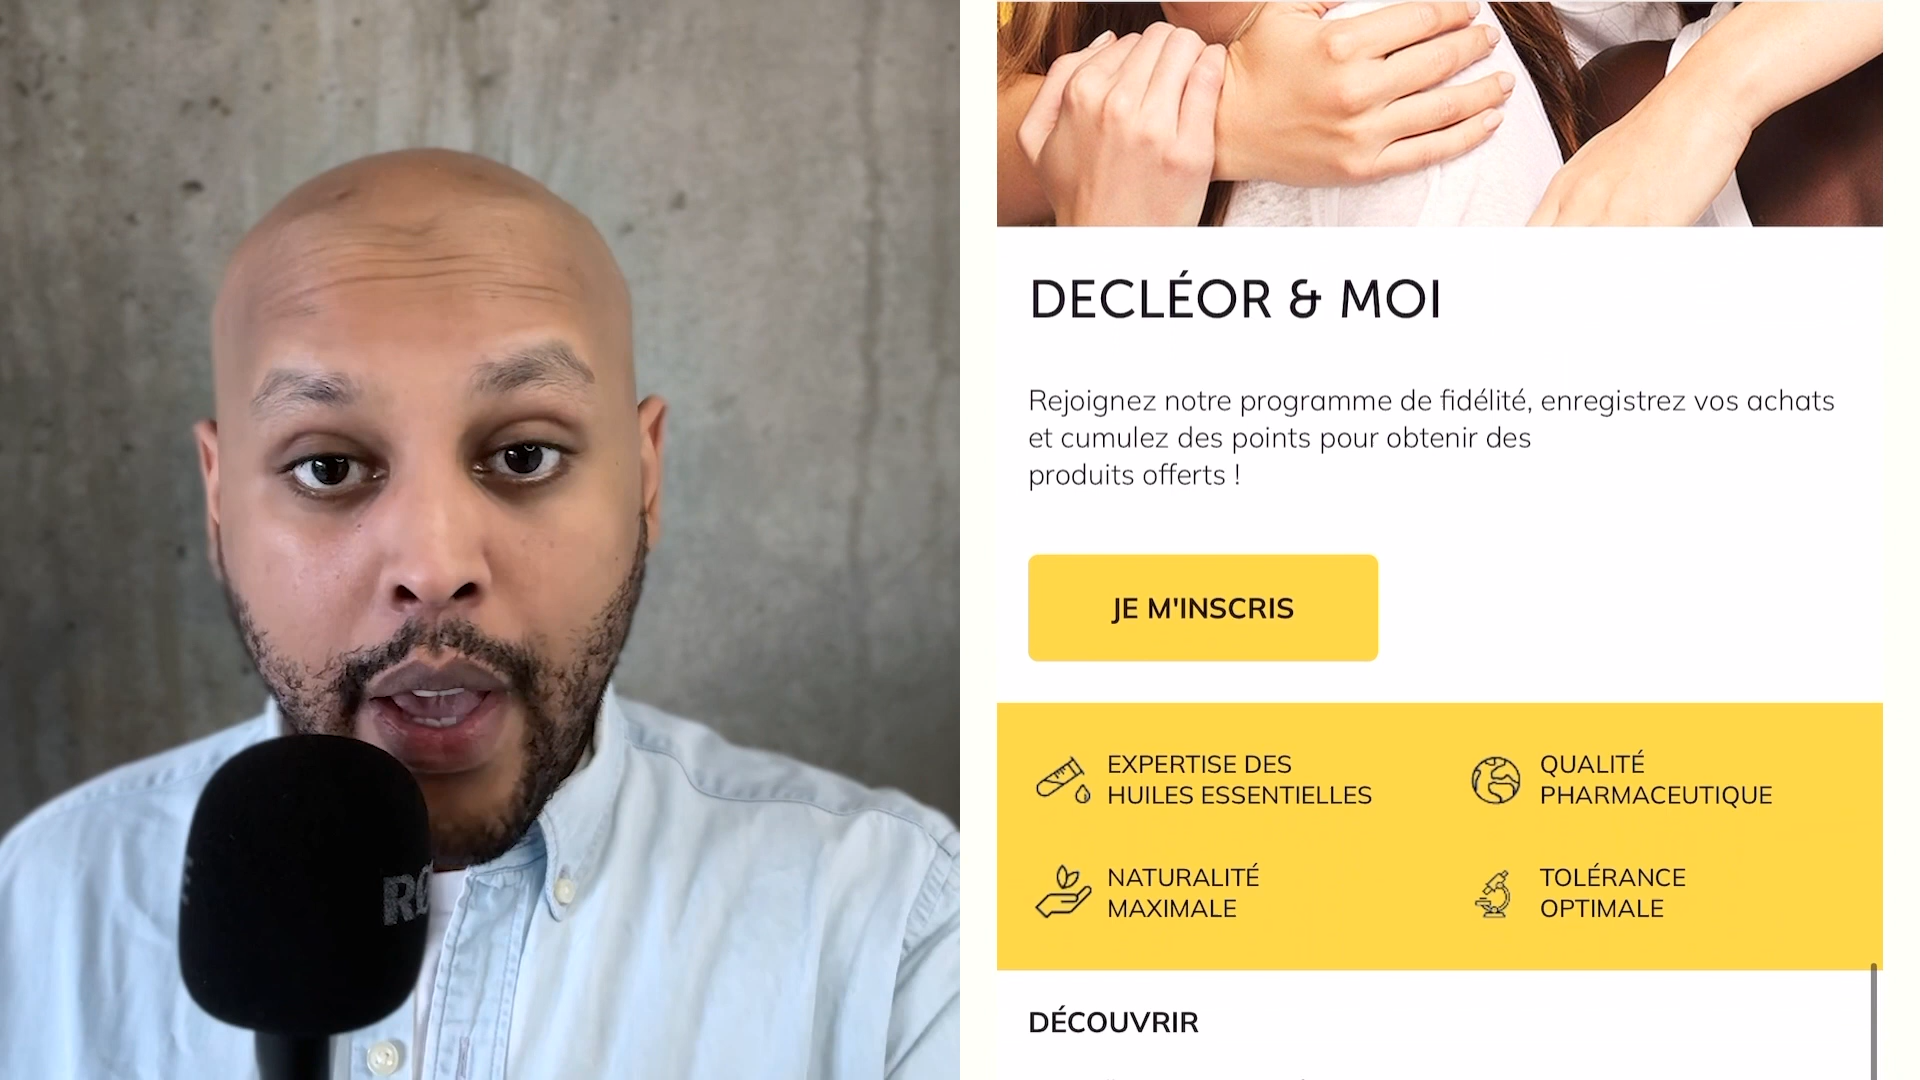 DECLÉOR & MOI
Rejoignez notre programme de fidélité, enregistrez vos achats
et cumulez des points pour obtenir des
produits offerts !
JE M'INSCRIS
EXPERTISE DES
HUILES ESSENTIELLES
QUALITÉ
PHARMACEUTIQUE
NATURALITÉ
MAXIMALE
TOLÉRANCE
OPTIMALE
DÉCOUVRIR